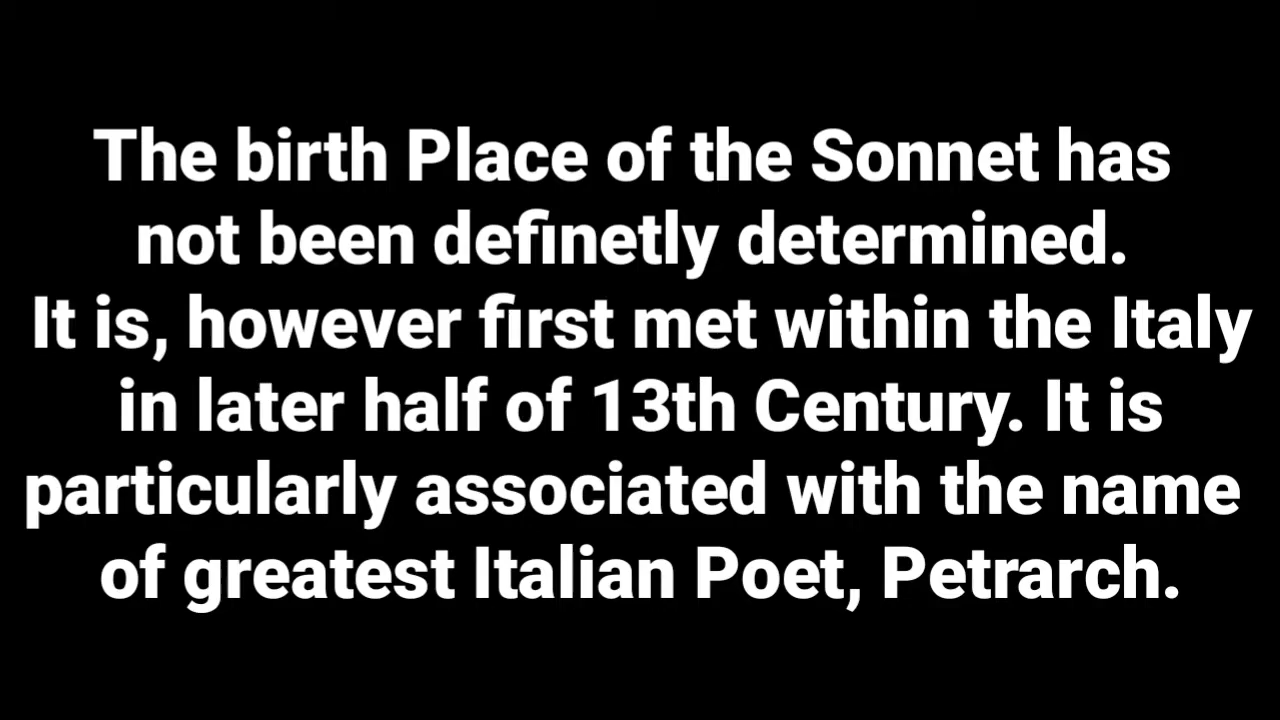 The birth Place of the Sonnet has
not been definetly determined.
It is, however first met within the Italy
in later half of 13th Century. It is
particularly associated with the name
of greatest Italian Poet, Petrarch.